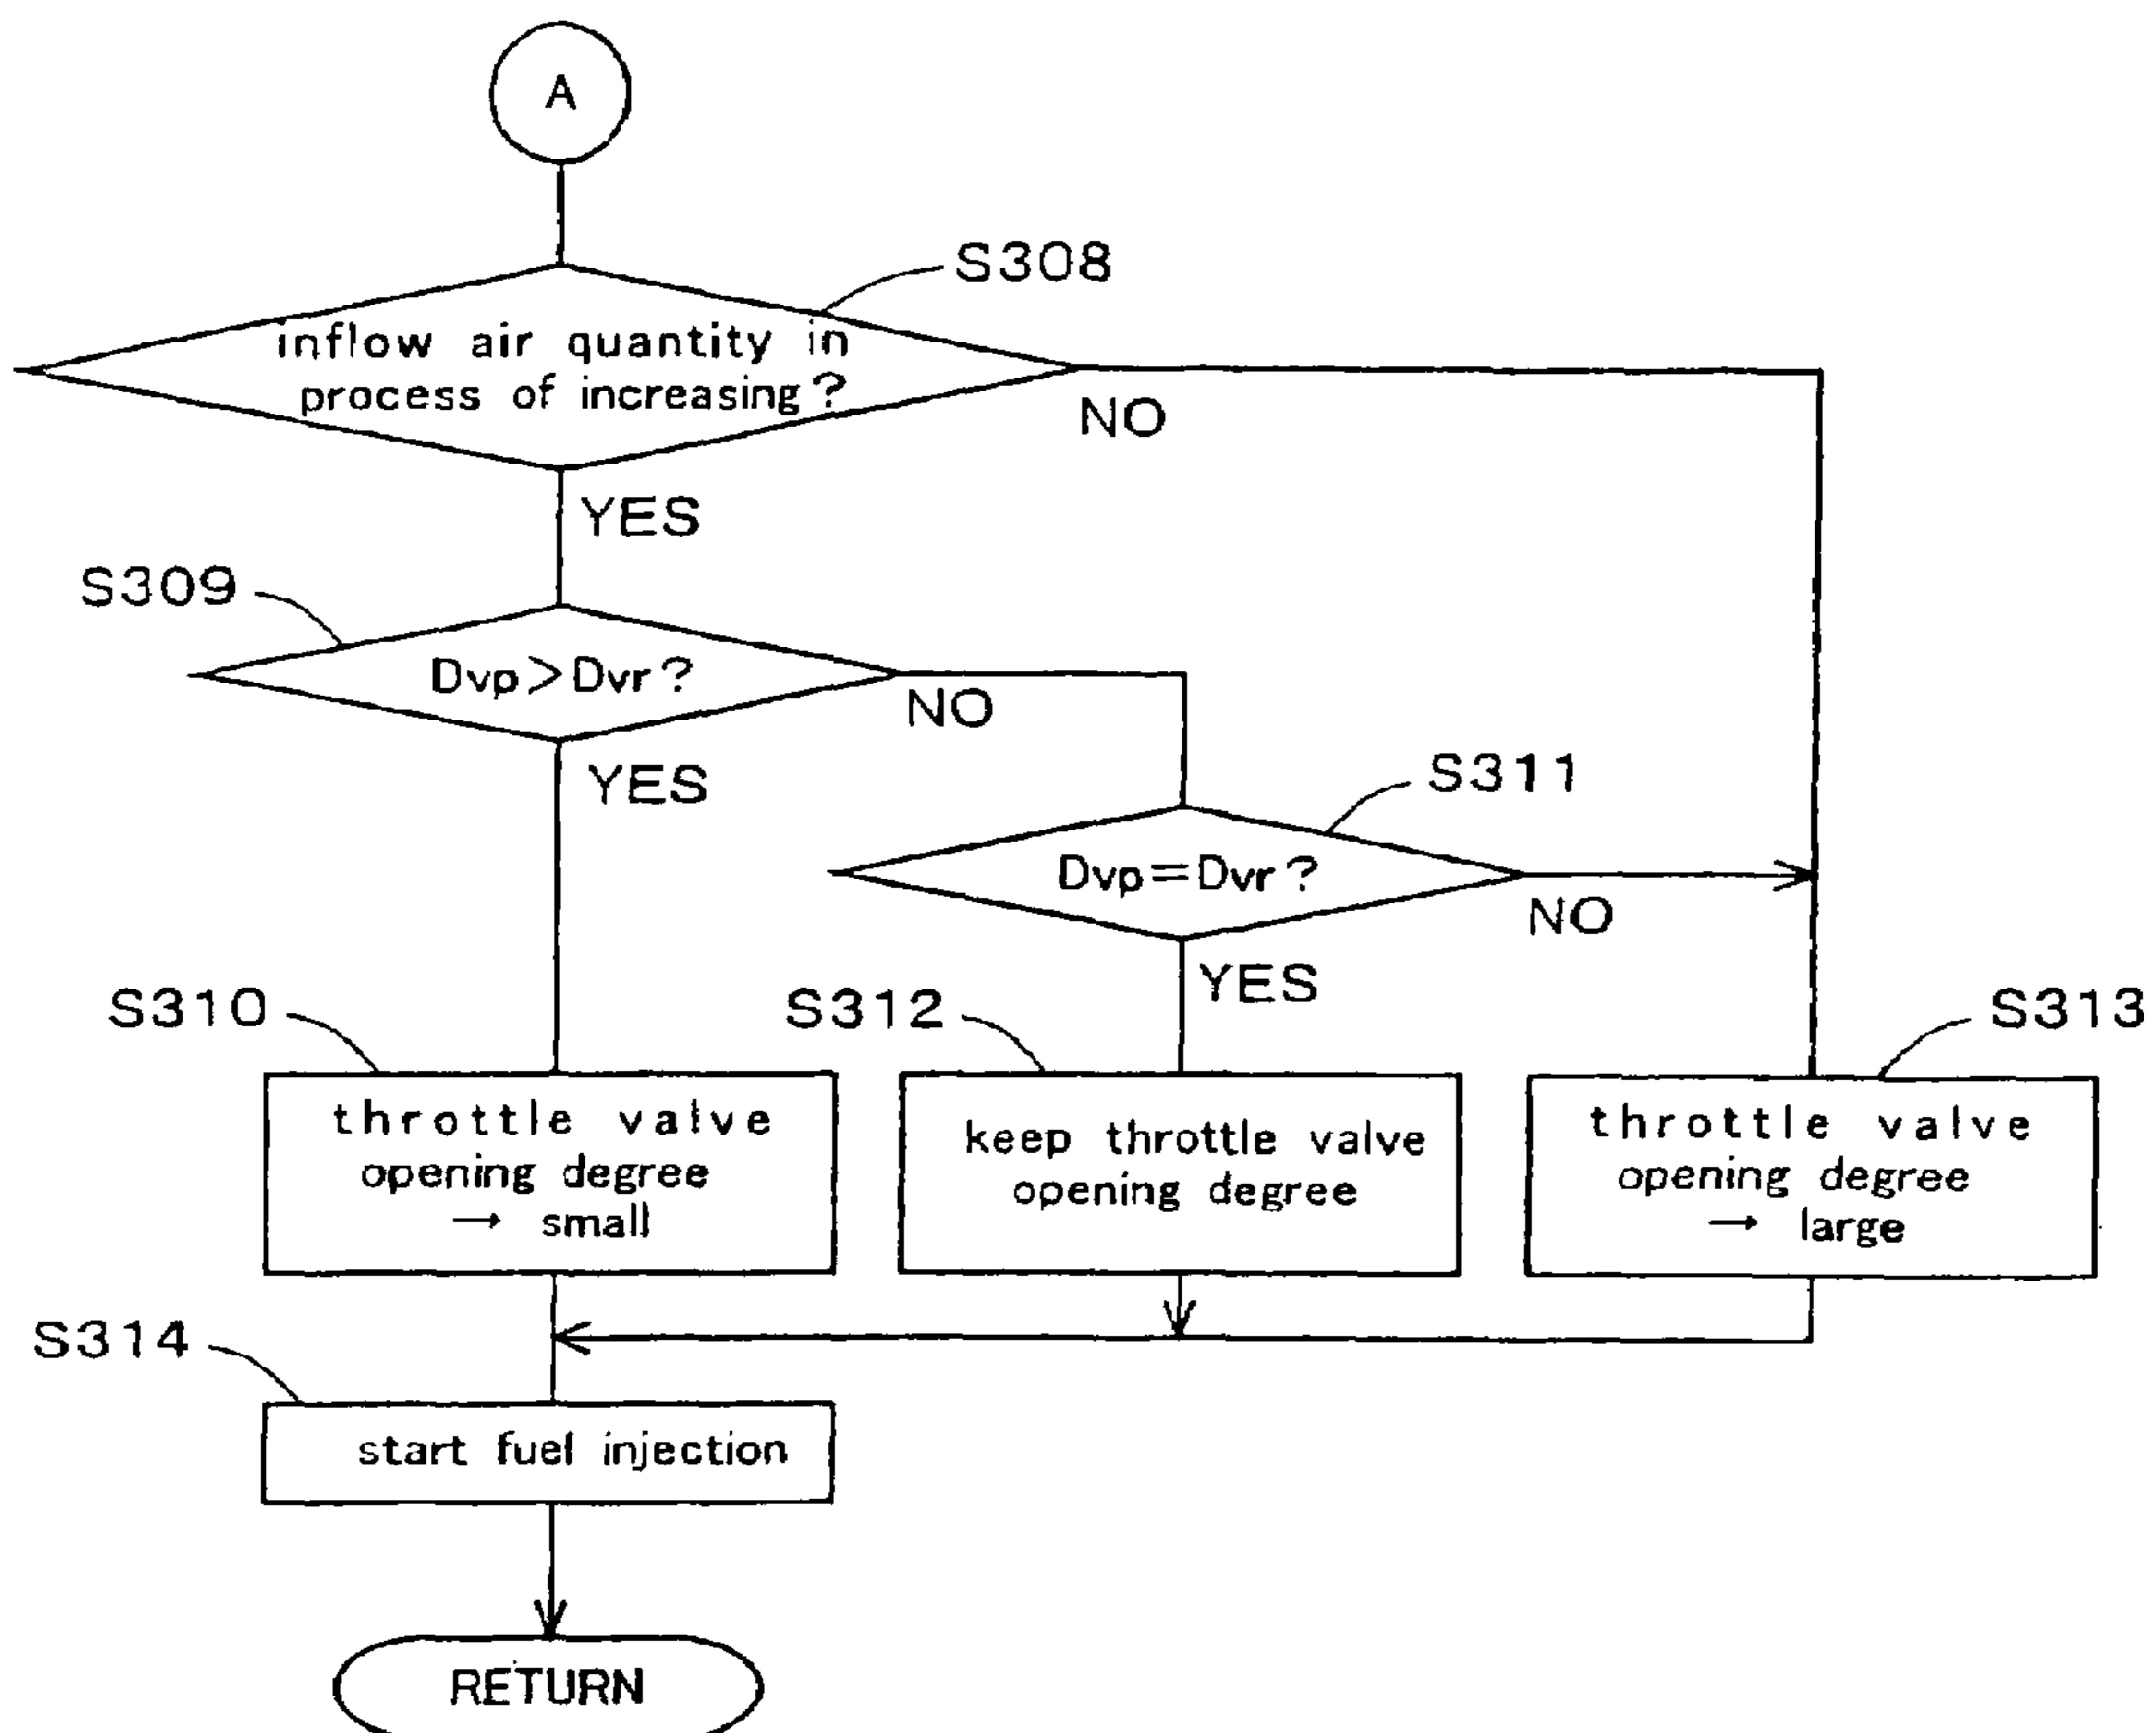 A
S308
inflow air quantity in
process of increasing?
NO
YES
S309
Dvp>Dvr?
NO
YES
S311
Dvp=Dvr?
NO
YES
S310
throttle valve
opening degree
→ small
S312
keep throttle valve
opening degree
S313
throttle valve
opening degree
→ large
S314
start fuel injection
RETURN